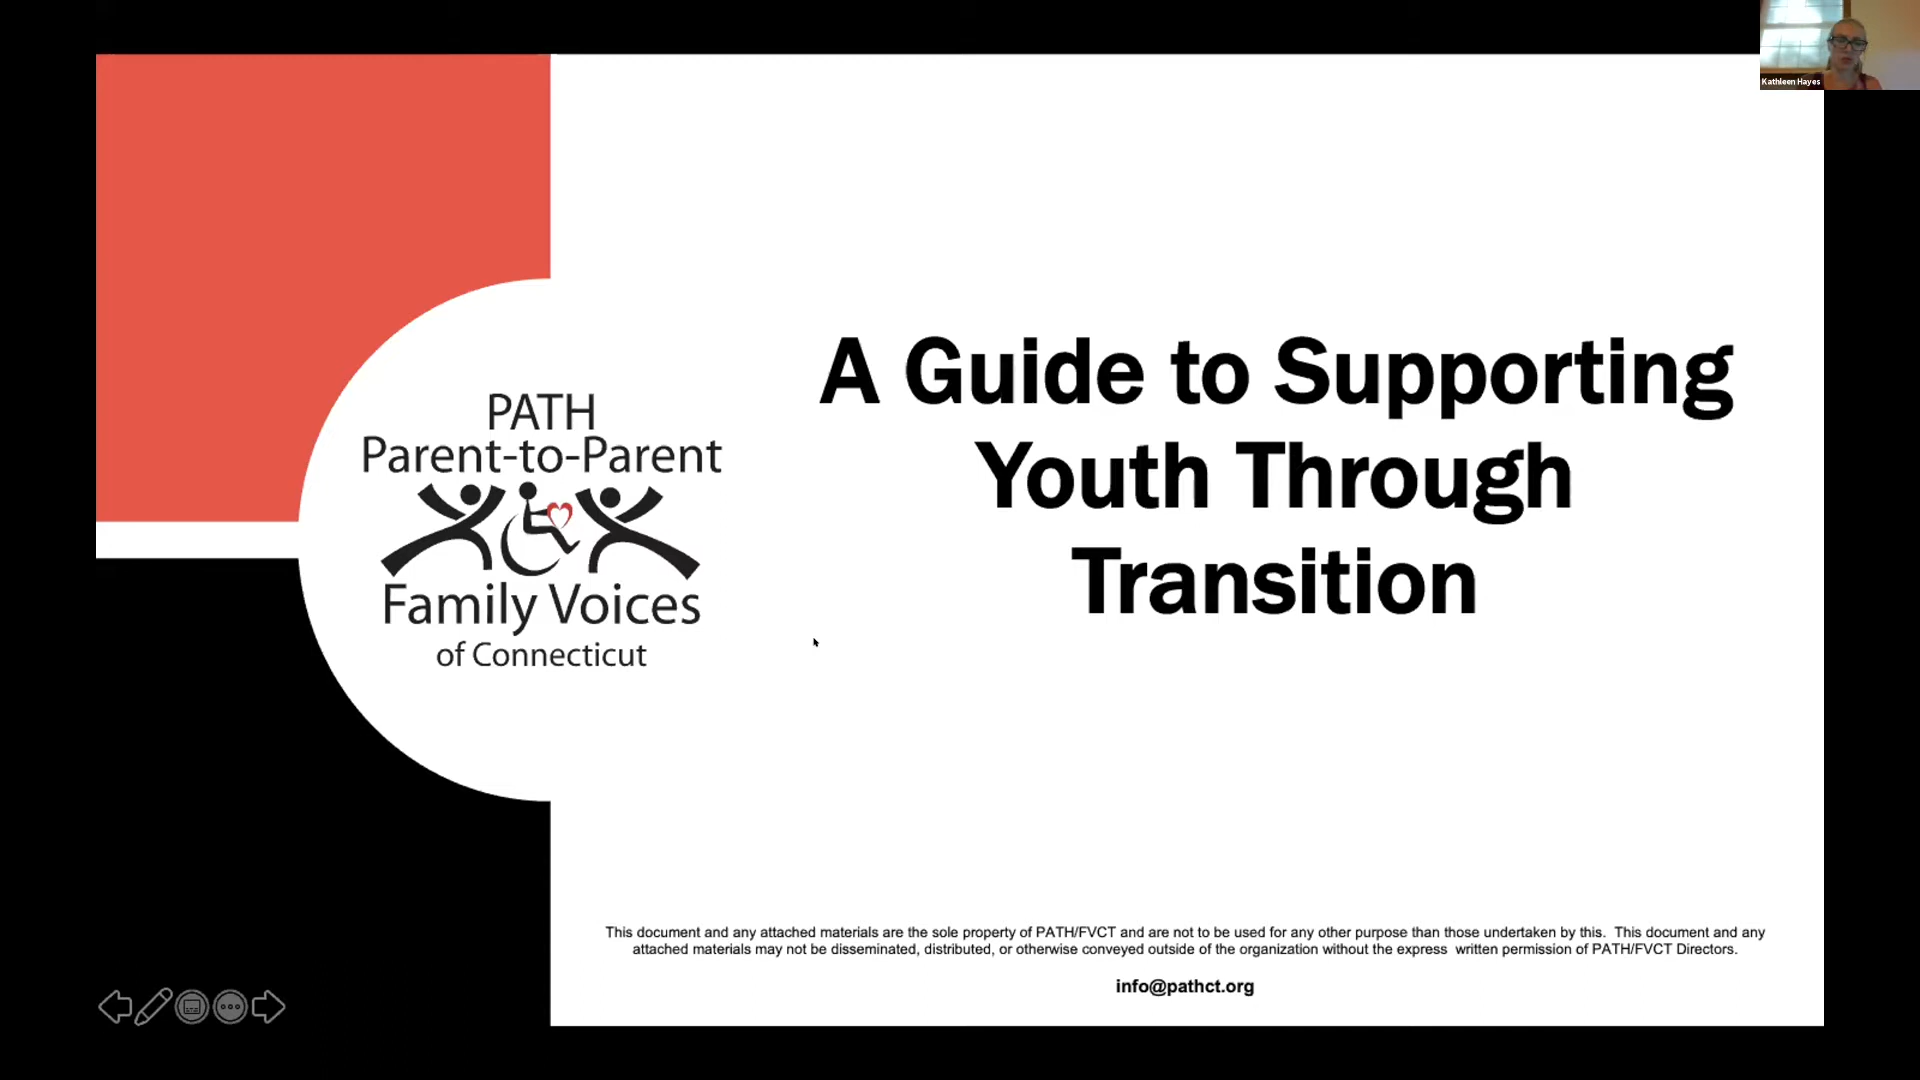 Kathleen Hayes
A Guide to Supporting
Youth Through
Transition
PATH
Parent-to-Parent
Family Voices
of Connecticut
This document and any attached materials are the sole property of PATH/FVCT and are not to be used for any other purpose than those undertaken by this. This document and any
attached materials may not be disseminated, distributed, or otherwise conveyed outside of the organization without the express written permission of PATH/FVCT Directors.
info@pathct.org